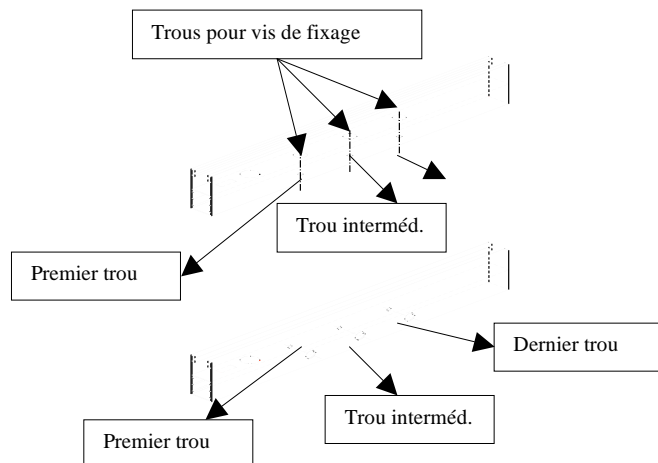 Trous pour vis de fixage
Trou interméd.
Premier trou
Dernier trou
Trou interméd.
Premier trou